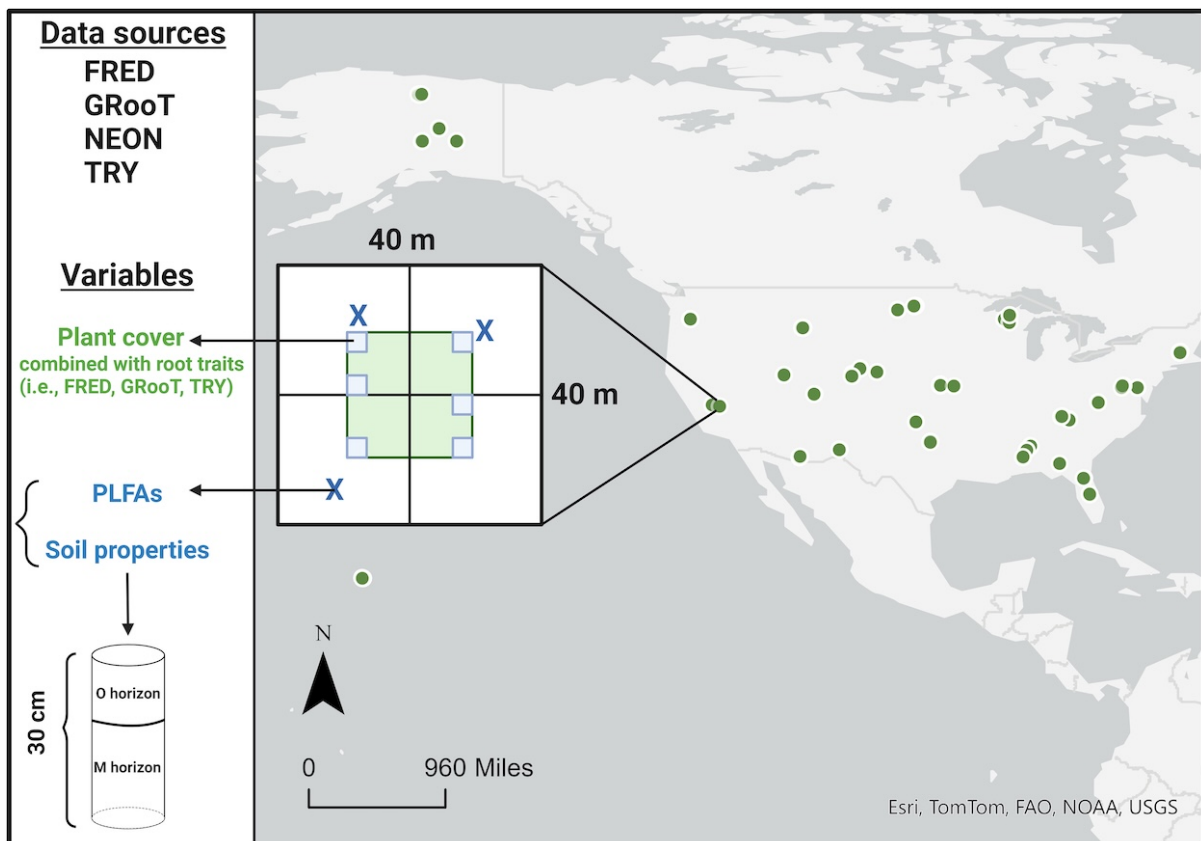 Data sources
FRED
GRooT
NEON
TRY
Variables
Plant cover
combined with root traits
(i.e., FRED, GRooT, TRY)
PLFAs
Soil properties
30 cm
O horizon
M horizon
40 m
X
X
40 m
X
N
0
960 Miles
Esri, TomTom, FAO, NOAA, USGS